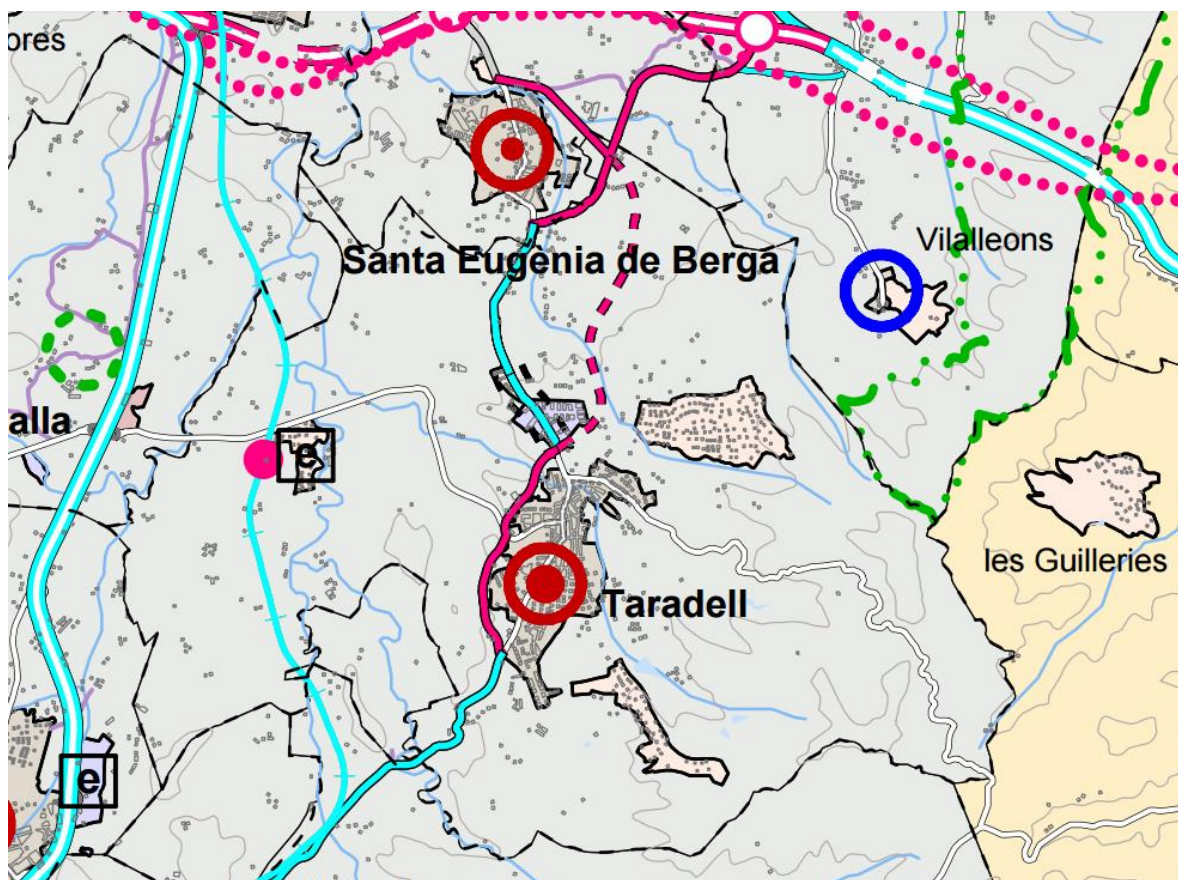 ores
Vilalleons
Santa Eugènia de Berga
alla
e
les Guilleries
Taradell
e